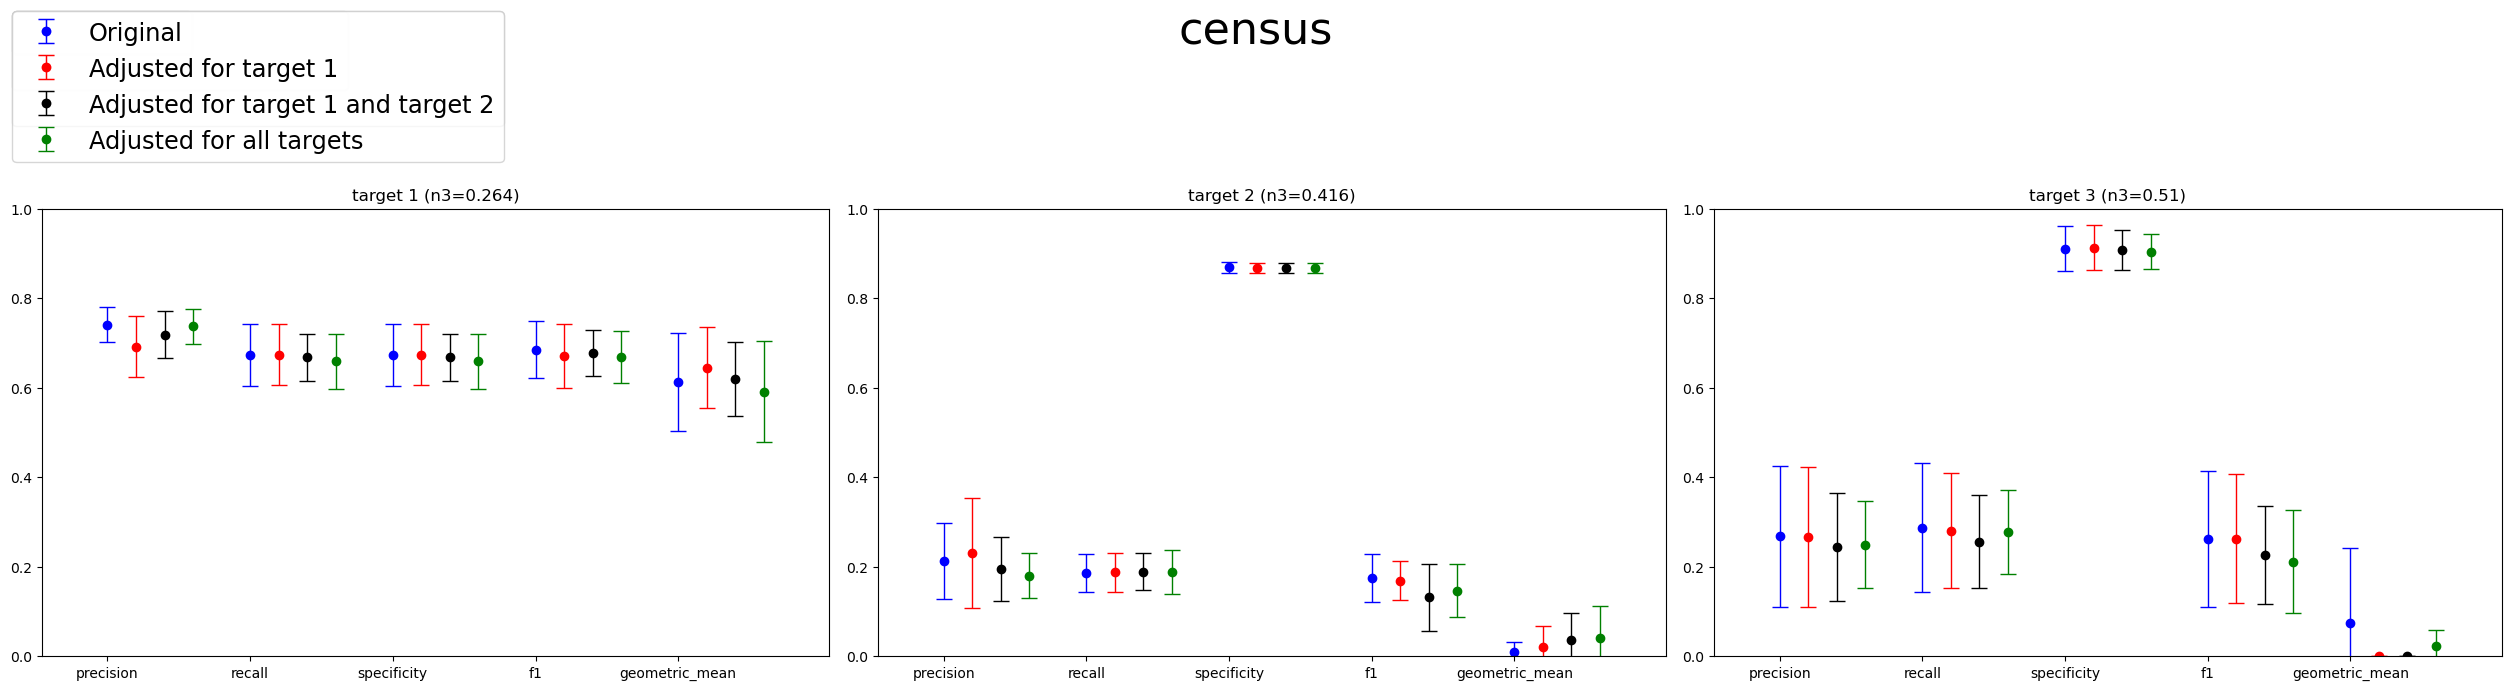 census
Original
Adjusted for target 1
Adjusted for target 1 and target 2
Adjusted for all targets
target 1 (n3=0.264)
1.0
0.8
0.6
0.4
0.2
0.0
precision recall specificity f1 geometric_mean
target 2 (n3=0.416)
1.0
0.8
0.6
0.4
0.2
0.0
precision recall specificity f1 geometric_mean
target 3 (n3=0.51)
1.0
0.8
0.6
0.4
0.2
0.0
precision recall specificity f1 geometric_mean